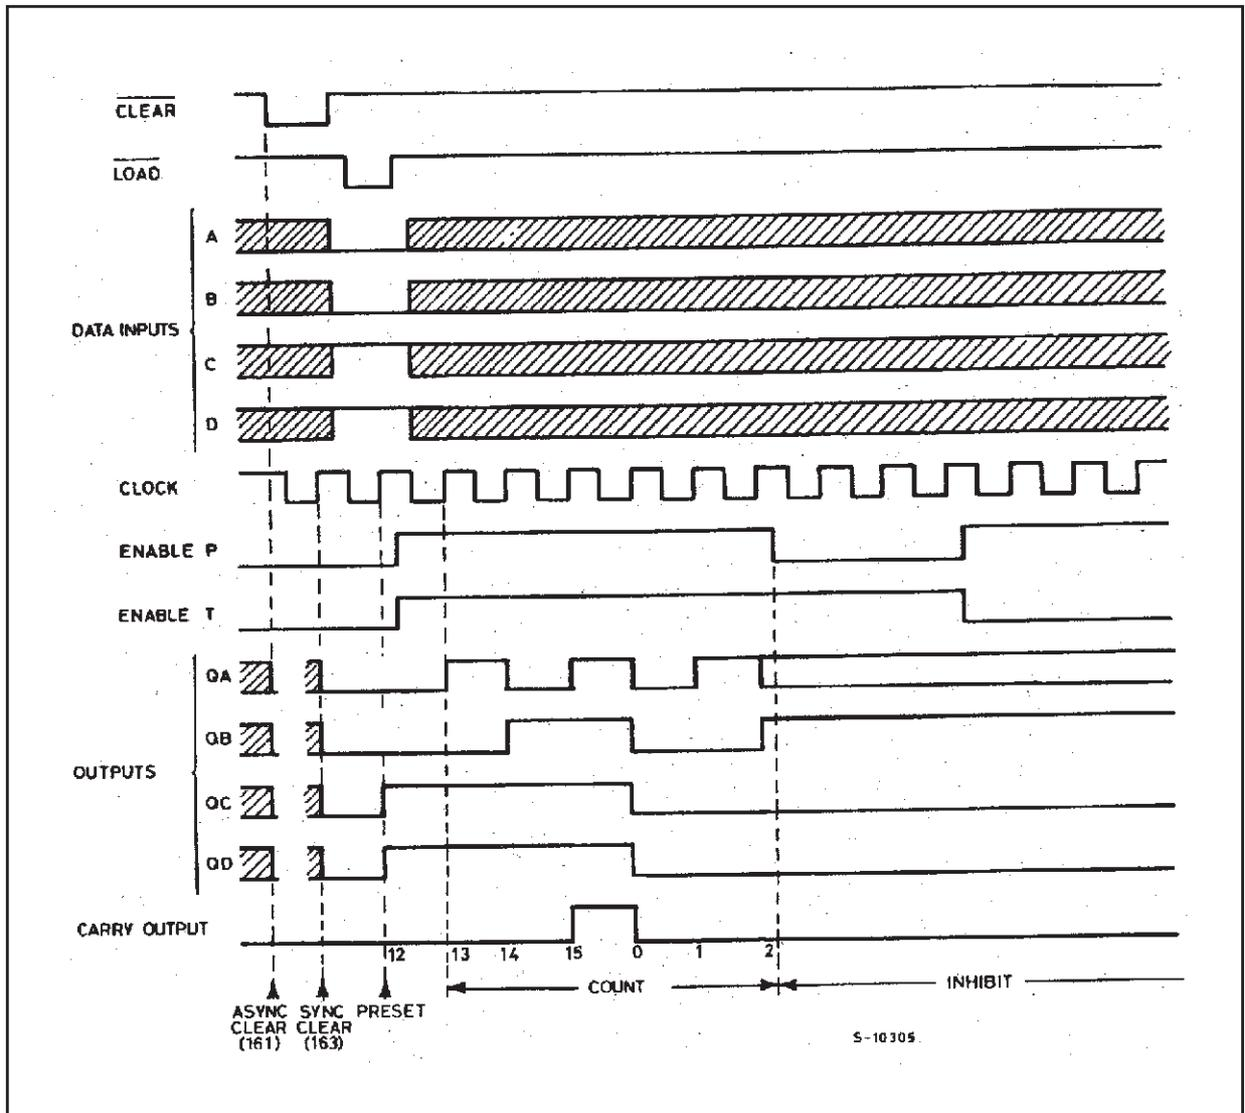 CLEAR
LOAD
A
B
DATA INPUTS
C
D
CLOCK
ENABLE P
ENABLE T
QA
QB
OUTPUTS
QC
QD
CARRY OUTPUT
12 13 14 15 0 1 2
COUNT INHIBIT
ASYNC CLEAR (161)
SYNC CLEAR (163)
PRESET
S-10305